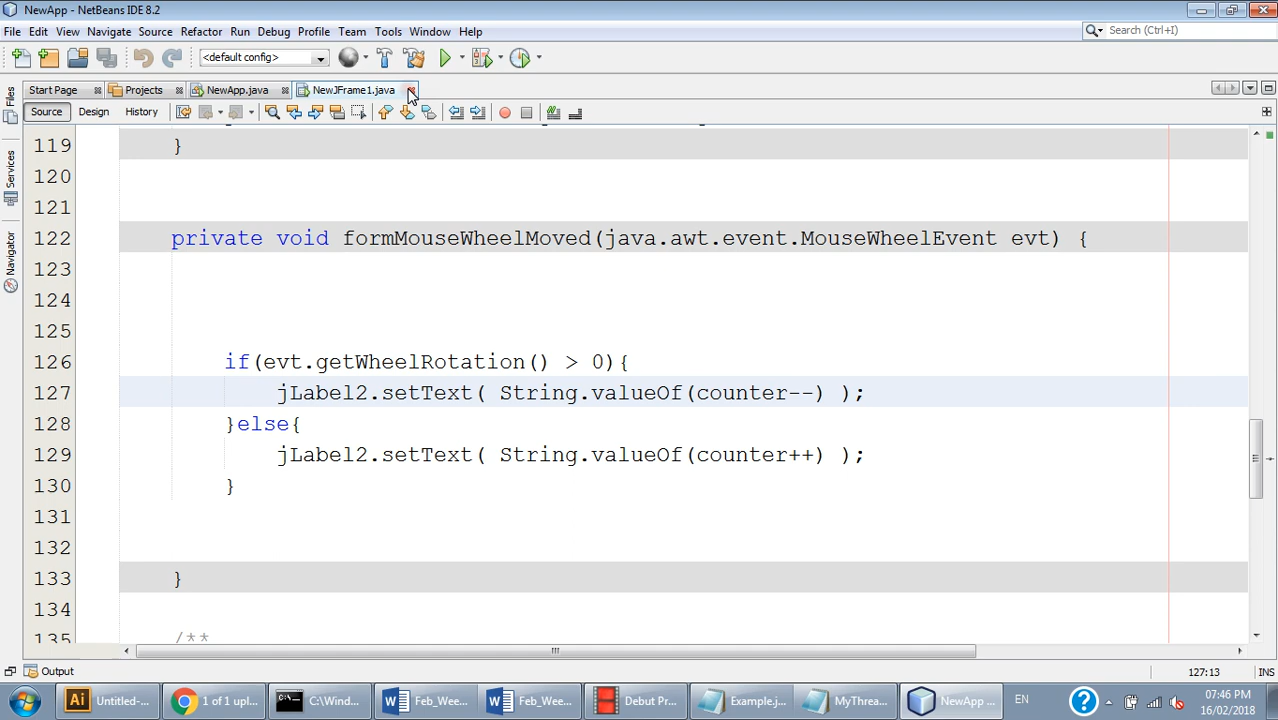 NewApp - NetBeans IDE 8.2
File Edit View Navigate Source Refactor Run Debug Profile Team Tools Window Help
Search (Ctrl+I)
<default config>
Start Page Projects NewApp.java NewJFrame1.java
Source Design History
Files
Services
Navigator
119 }
120
121
122 private void formMouseWheelMoved(java.awt.event.MouseWheelEvent evt) {
123
124
125
126 if(evt.getWheelRotation() > 0){
127 jLabel2.setText( String.valueOf(counter--) );
128 }else{
129 jLabel2.setText( String.valueOf(counter++) );
130 }
131
132
133 }
134
135 /**
Output
127:13 INS
Untitled-... 1 of 1 upl... C:\Wind... Feb_Wee... Feb_Wee... Debut Pr... Example.j... MyThrea... NewApp ... EN
07:46 PM
16/02/2018